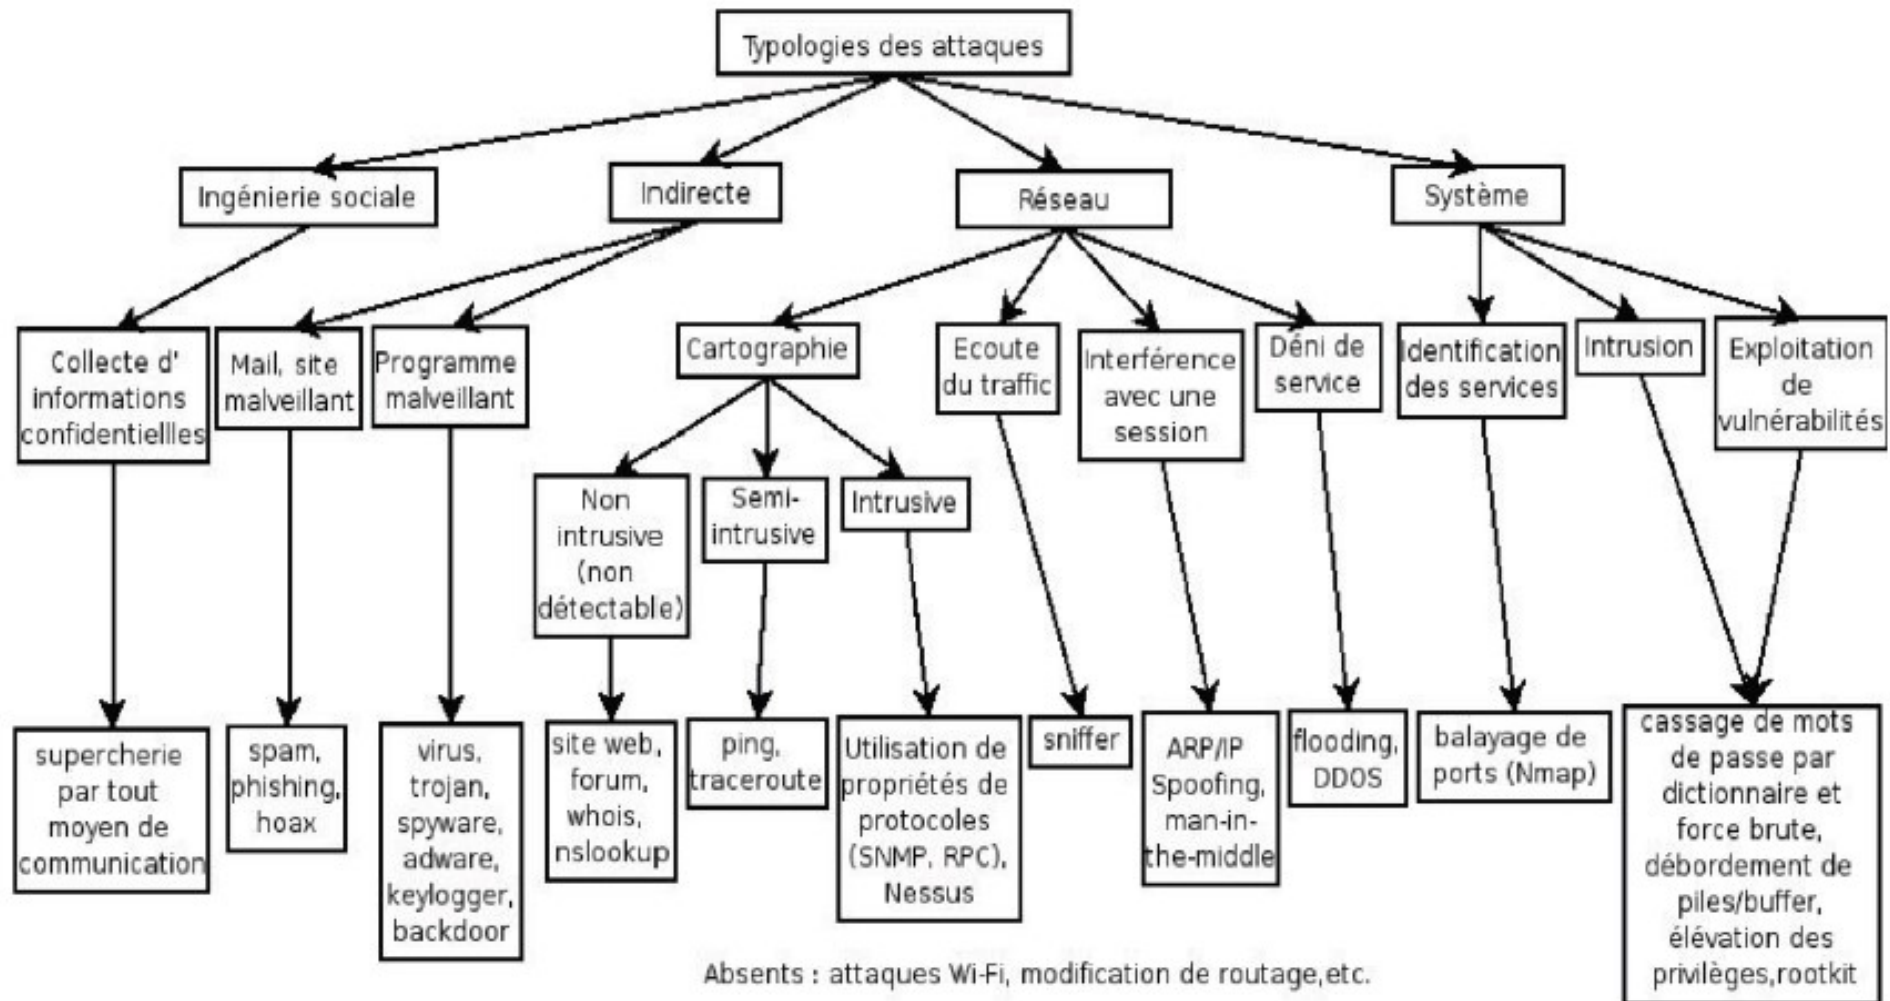 Typologies des attaques
Ingénierie sociale
Indirecte
Réseau
Système
Collecte d'
informations
confidentiellles
Mail, site
malveillant
Programme
malveillant
Cartographie
Ecoute
du traffic
Interférence
avec une
session
Déni de
service
Identification
des services
Intrusion
Exploitation
de
vulnérabilités
Non
intrusive
(non
détectable)
Semi-
intrusive
Intrusive
supercherie
par tout
moyen de
communication
spam,
phishing,
hoax
virus,
trojan,
spyware,
adware,
keylogger,
backdoor
site web,
forum,
whois,
nslookup
ping,
traceroute
Utilisation de
propriétés de
protocoles
(SNMP, RPC),
Nessus
sniffer
ARP/IP
Spoofing,
man-in-
the-middle
flooding,
DDOS
balayage de
ports (Nmap)
cassage de mots
de passe par
dictionnaire et
force brute,
débordement de
piles/buffer,
élévation des
privilèges,rootkit
Absents : attaques Wi-Fi, modification de routage,etc.